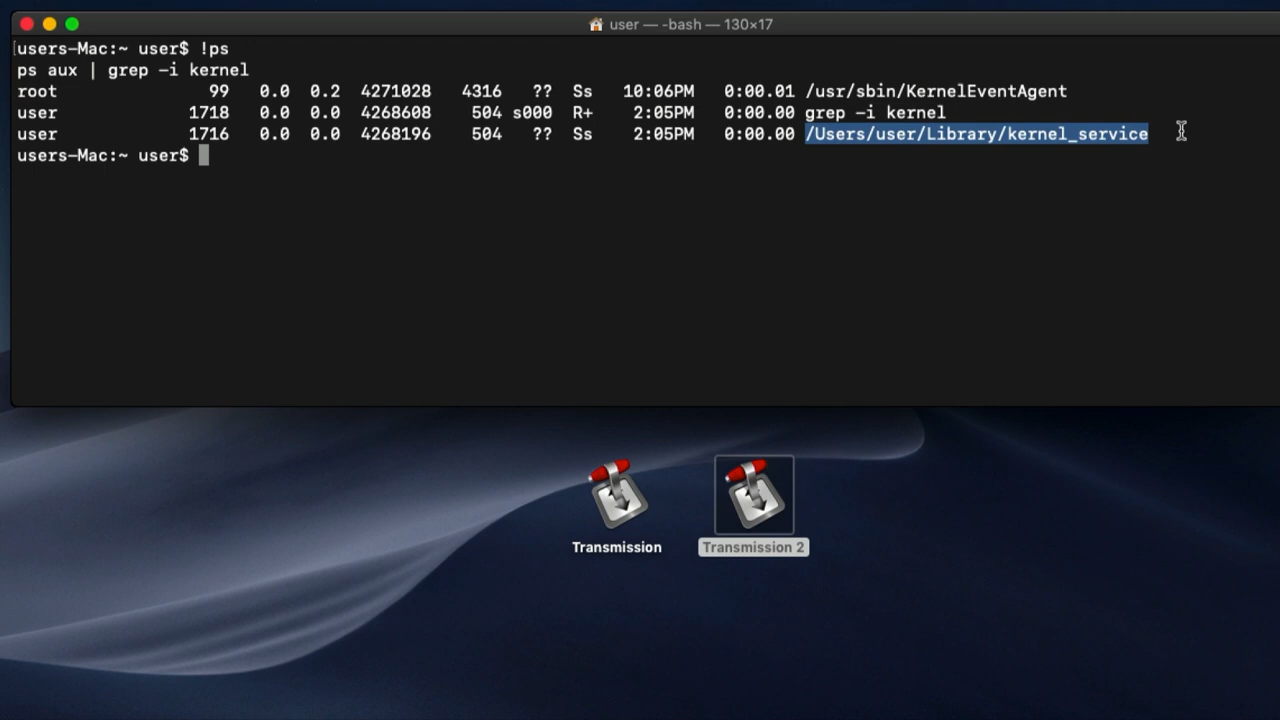 user — -bash — 130×17
[users-Mac:~ user$ !ps
ps aux | grep -i kernel
root 99 0.0 0.2 4271028 4316 ?? Ss 10:06PM 0:00.01 /usr/sbin/KernelEventAgent
user 1718 0.0 0.0 4268608 504 s000 R+ 2:05PM 0:00.00 grep -i kernel
user 1716 0.0 0.0 4268196 504 ?? Ss 2:05PM 0:00.00 /Users/user/Library/kernel_service
users-Mac:~ user$
Transmission
Transmission 2